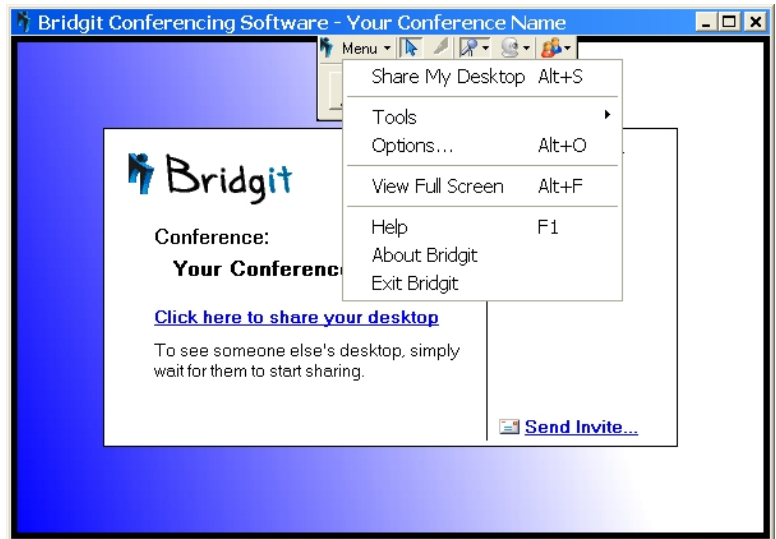 Bridgit Conferencing Software - Your Conference Name
Menu
Share My Desktop Alt+S
Tools
Options... Alt+O
View Full Screen Alt+F
Help F1
About Bridgit
Exit Bridgit
Bridgit
Conference:
Your Conference
Click here to share your desktop
To see someone else's desktop, simply
wait for them to start sharing.
Send Invite...